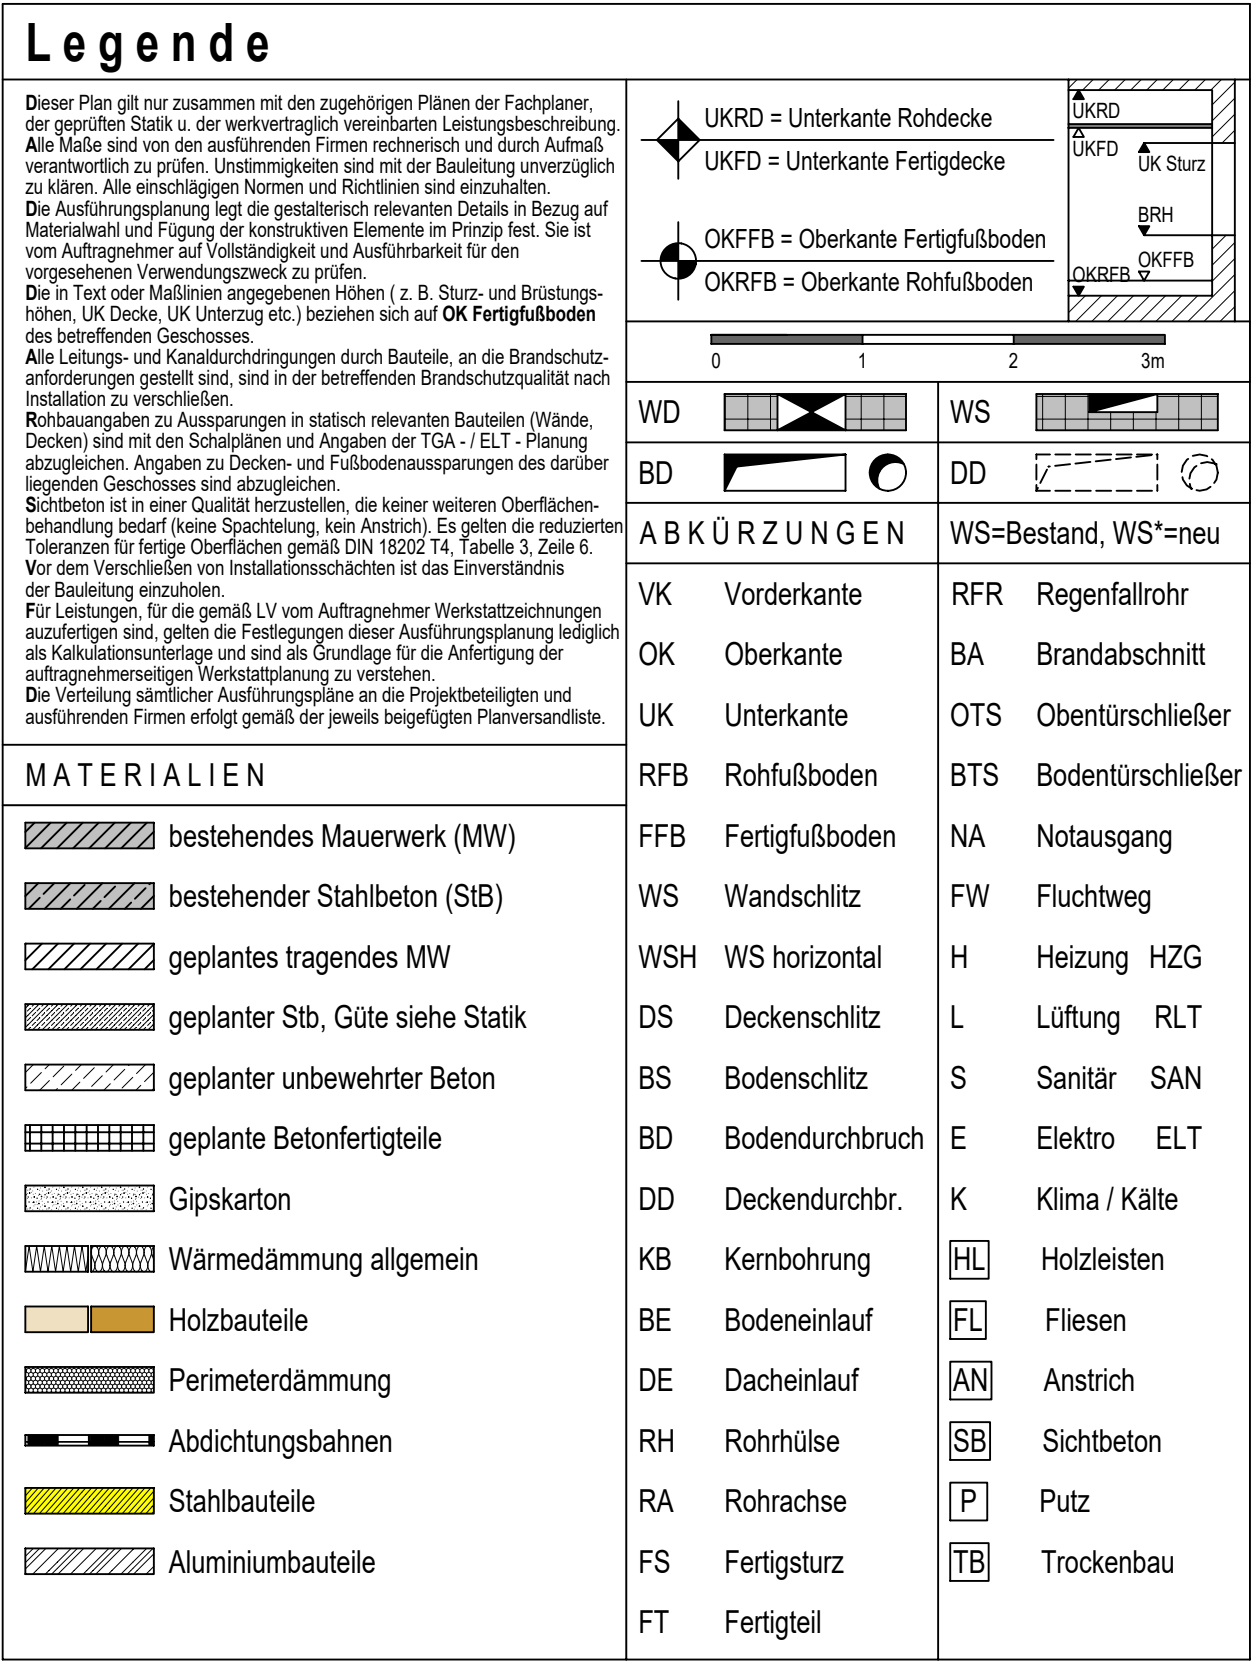 Legende
Dieser Plan gilt nur zusammen mit den zugehörigen Plänen der Fachplaner,
der geprüften Statik u. der werkvertraglich vereinbarten Leistungsbeschreibung.
Alle Maße sind von den ausführenden Firmen rechnerisch und durch Aufmaß
verantwortlich zu prüfen. Unstimmigkeiten sind mit der Bauleitung unverzüglich
zu klären. Alle einschlägigen Normen und Richtlinien sind einzuhalten.
Die Ausführungsplanung legt die gestalterisch relevanten Details in Bezug auf
Materialwahl und Fügung der konstruktiven Elemente im Prinzip fest. Sie ist
vom Auftragnehmer auf Vollständigkeit und Ausführbarkeit für den
vorgesehenen Verwendungszweck zu prüfen.
Die in Text oder Maßlinien angegebenen Höhen ( z. B. Sturz- und Brüstungs-
höhen, UK Decke, UK Unterzug etc.) beziehen sich auf OK Fertigfußboden
des betreffenden Geschosses.
Alle Leitungs- und Kanaldurchdringungen durch Bauteile, an die Brandschutz-
anforderungen gestellt sind, sind in der betreffenden Brandschutzqualität nach
Installation zu verschließen.
Rohbauangaben zu Aussparungen in statisch relevanten Bauteilen (Wände,
Decken) sind mit den Schalplänen und Angaben der TGA - / ELT - Planung
abzugleichen. Angaben zu Decken- und Fußbodenaussparungen des darüber
liegenden Geschosses sind abzugleichen.
Sichtbeton ist in einer Qualität herzustellen, die keiner weiteren Oberflächen-
behandlung bedarf (keine Spachtelung, kein Anstrich). Es gelten die reduzierten
Toleranzen für fertige Oberflächen gemäß DIN 18202 T4, Tabelle 3, Zeile 6.
Vor dem Verschließen von Installationsschächten ist das Einverständnis
der Bauleitung einzuholen.
Für Leistungen, für die gemäß LV vom Auftragnehmer Werkstattzeichnungen
auzufertigen sind, gelten die Festlegungen dieser Ausführungsplanung lediglich
als Kalkulationsunterlage und sind als Grundlage für die Anfertigung der
auftragnehmerseitigen Werkstattplanung zu verstehen.
Die Verteilung sämtlicher Ausführungspläne an die Projektbeteiligten und
ausführenden Firmen erfolgt gemäß der jeweils beigefügten Planversandliste.
MATERIALIEN
bestehendes Mauerwerk (MW)
bestehender Stahlbeton (StB)
geplantes tragendes MW
geplanter Stb, Güte siehe Statik
geplanter unbewehrter Beton
geplante Betonfertigteile
Gipskarton
Wärmedämmung allgemein
Holzbauteile
Perimeterdämmung
Abdichtungsbahnen
Stahlbauteile
Aluminiumbauteile
UKRD = Unterkante Rohdecke
UKFD = Unterkante Fertigdecke
OKFFB = Oberkante Fertigfußboden
OKRFB = Oberkante Rohfußboden
UKRD
UKFD
UK Sturz
BRH
OKFFB
OKRFB
0 1 2 3m
WD WS
BD DD
ABKÜRZUNGEN WS=Bestand, WS*=neu
VK Vorderkante
OK Oberkante
UK Unterkante
RFB Rohfußboden
FFB Fertigfußboden
WS Wandschlitz
WSH WS horizontal
DS Deckenschlitz
BS Bodenschlitz
BD Bodendurchbruch
DD Deckendurchbr.
KB Kernbohrung
BE Bodeneinlauf
DE Dacheinlauf
RH Rohrhülse
RA Rohrachse
FS Fertigsturz
FT Fertigteil
RFR Regenfallrohr
BA Brandabschnitt
OTS Obentürschließer
BTS Bodentürschließer
NA Notausgang
FW Fluchtweg
H Heizung HZG
L Lüftung RLT
S Sanitär SAN
E Elektro ELT
K Klima / Kälte
HL Holzleisten
FL Fliesen
AN Anstrich
SB Sichtbeton
P Putz
TB Trockenbau